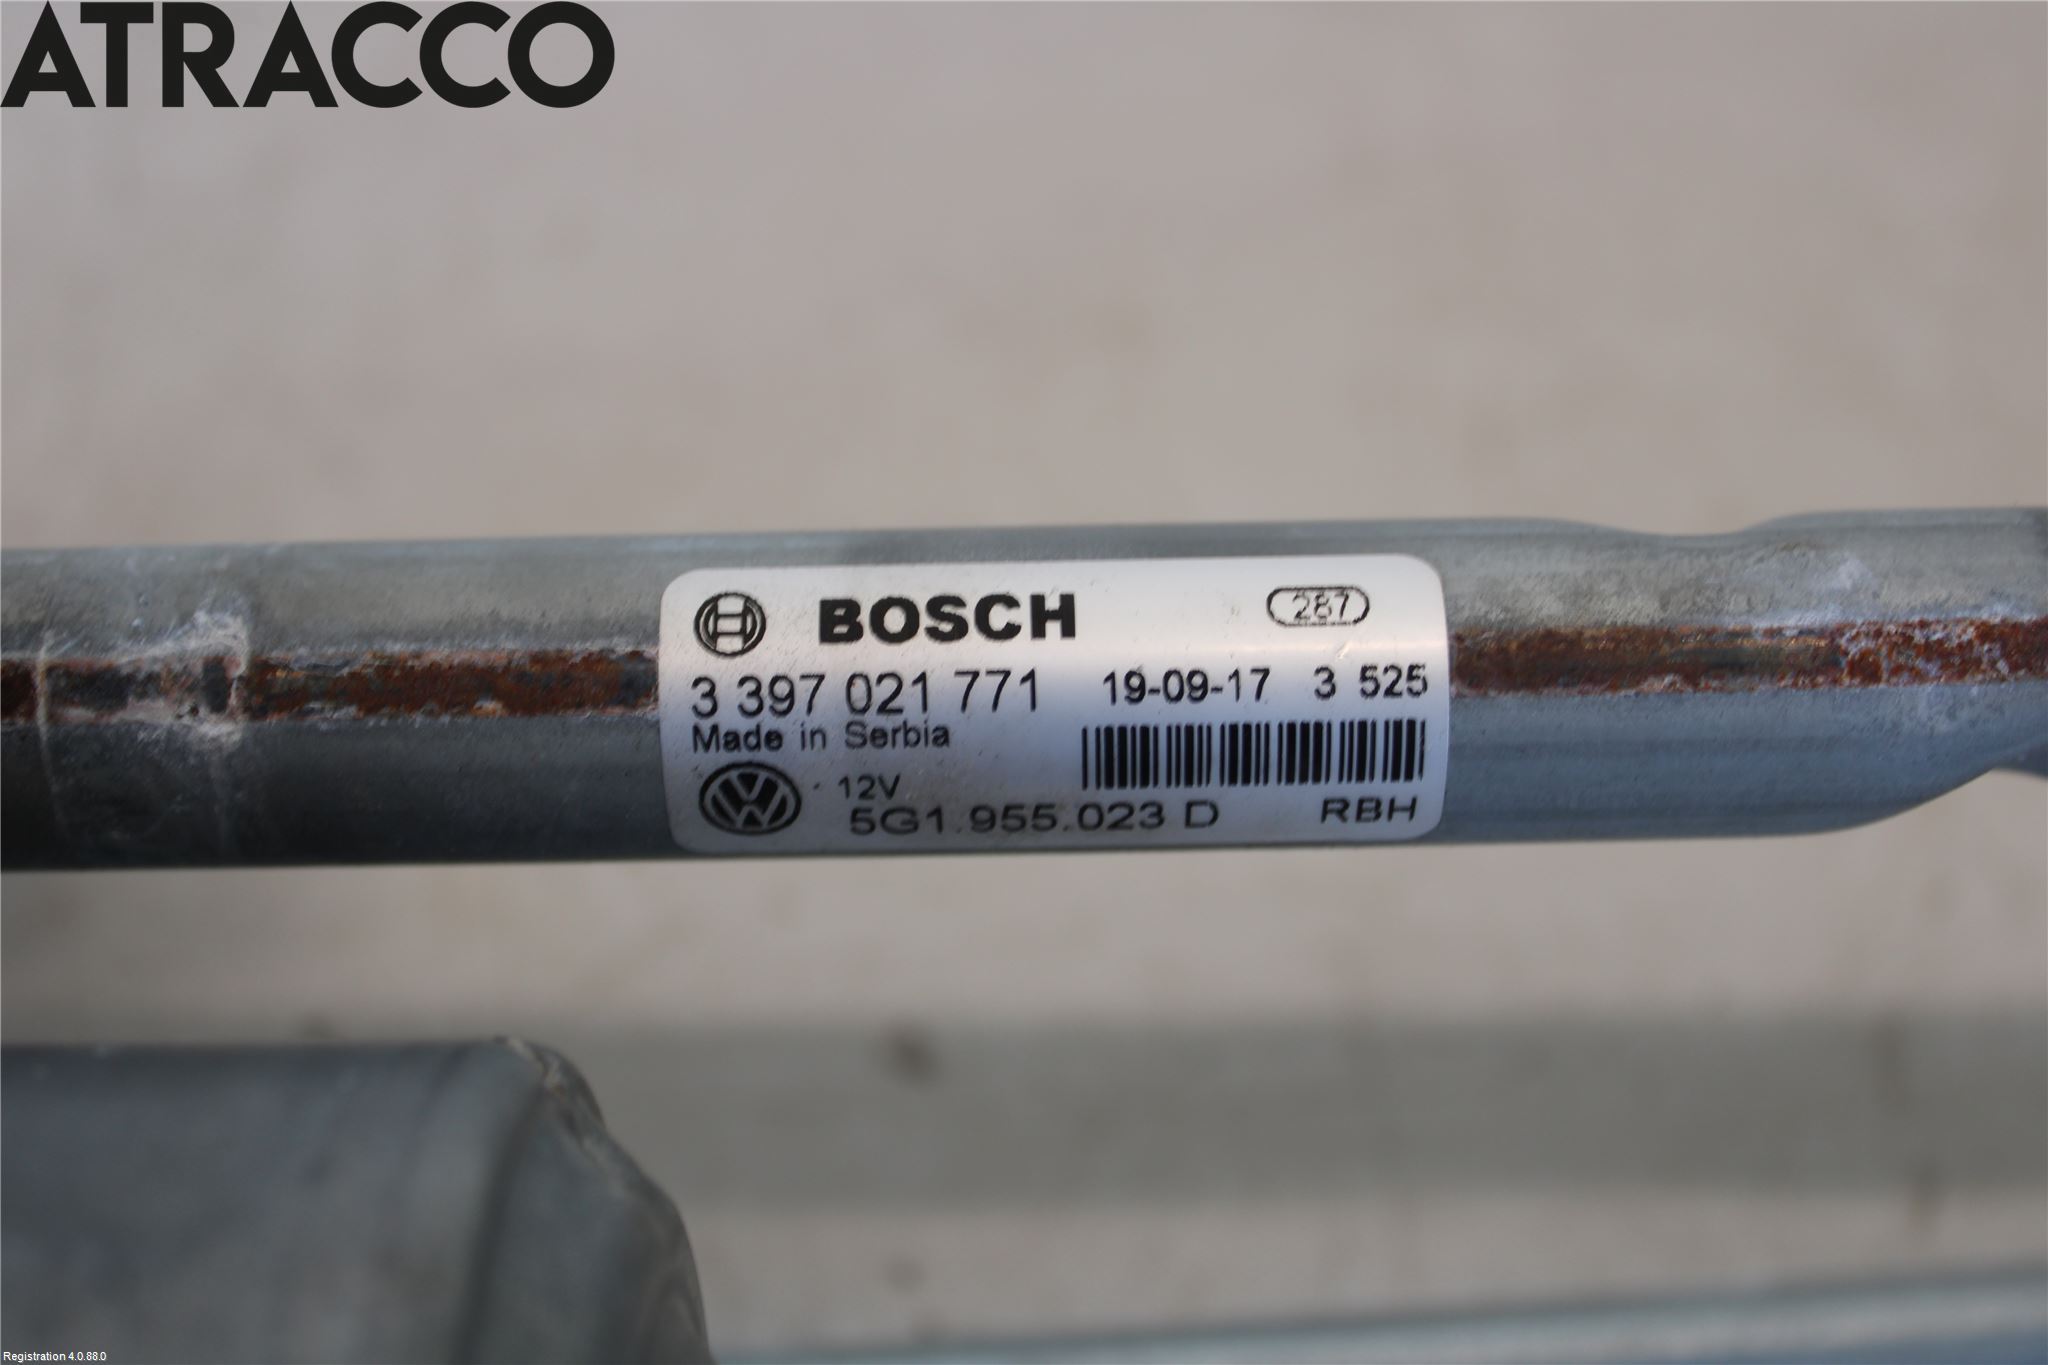 ATRACCO
BOSCH 287
3 397 021 771 19-09-17 3 525
Made in Serbia
12V
5G1.955.023 D RBH
Registration 4.0.88.0